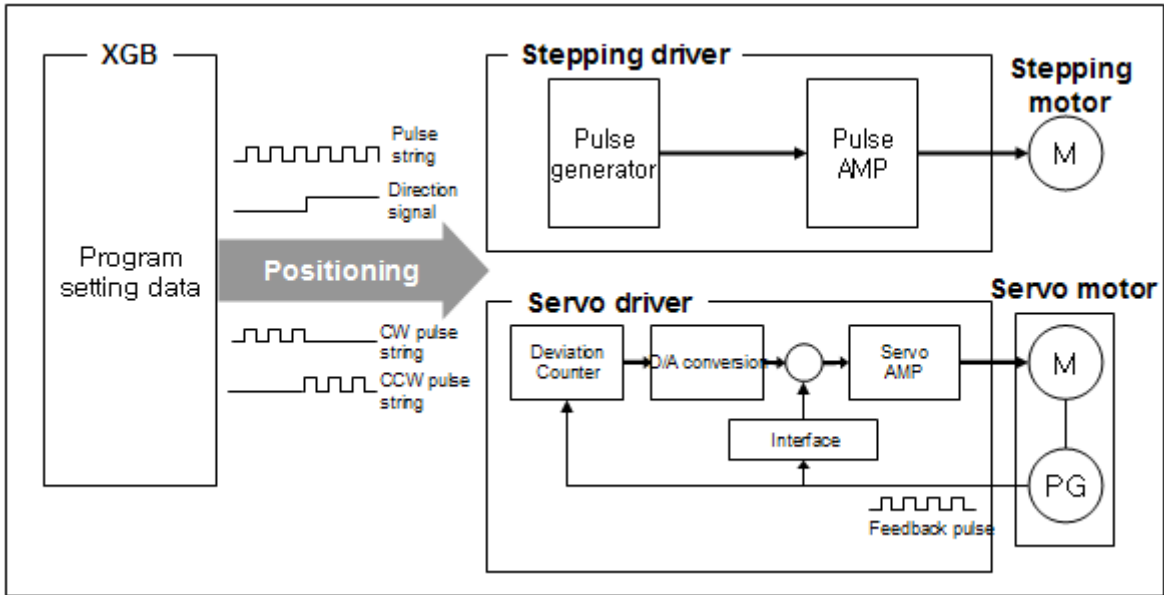 XGB
Program
setting data
Pulse
string
Direction
signal
Positioning
CW pulse
string
CCW pulse
string
Stepping driver
Pulse
generator
Pulse
AMP
Stepping
motor
M
Servo driver
Deviation
Counter
D/A conversion
Servo
AMP
Interface
Feedback pulse
Servo motor
M
PG